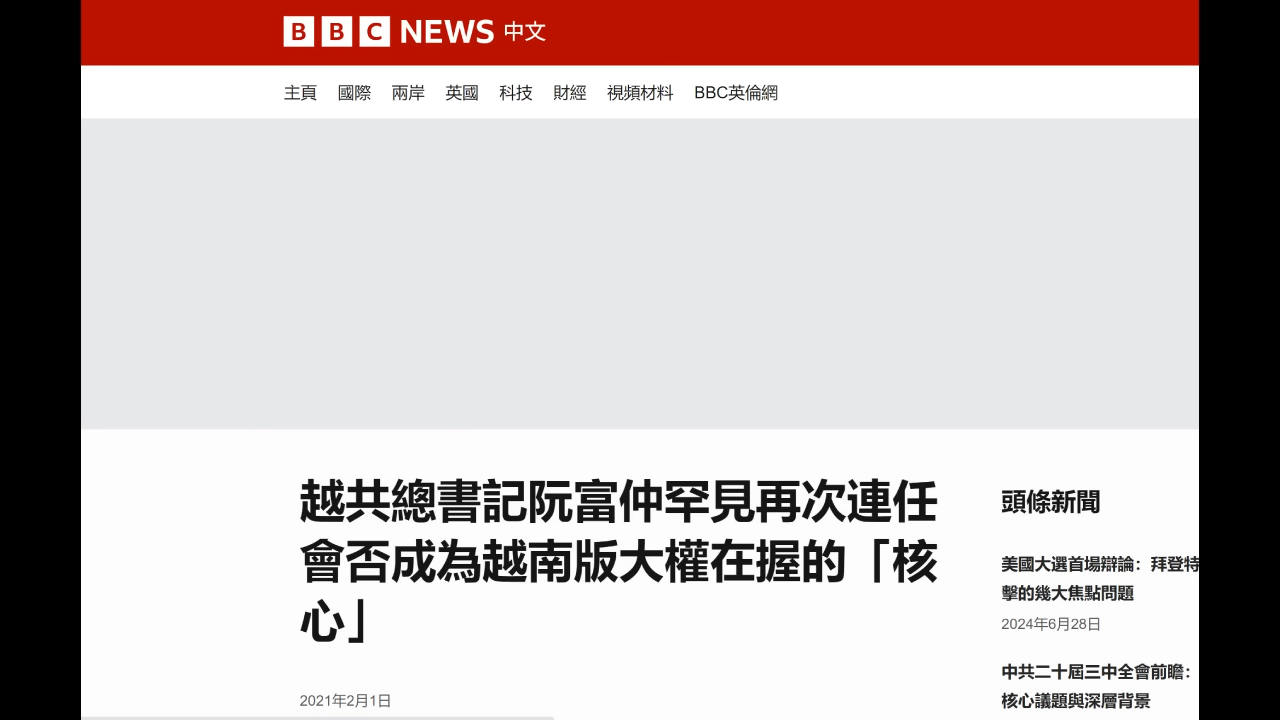 BBC NEWS 中文
主頁 國際 兩岸 英國 科技 財經 視頻材料 BBC英倫網
越共總書記阮富仲罕見再次連任
會否成為越南版大權在握的「核
心」
2021年2月1日
頭條新聞
美國大選首場辯論：拜登特
擊的幾大焦點問題
2024年6月28日
中共二十屆三中全會前瞻：
核心議題與深層背景